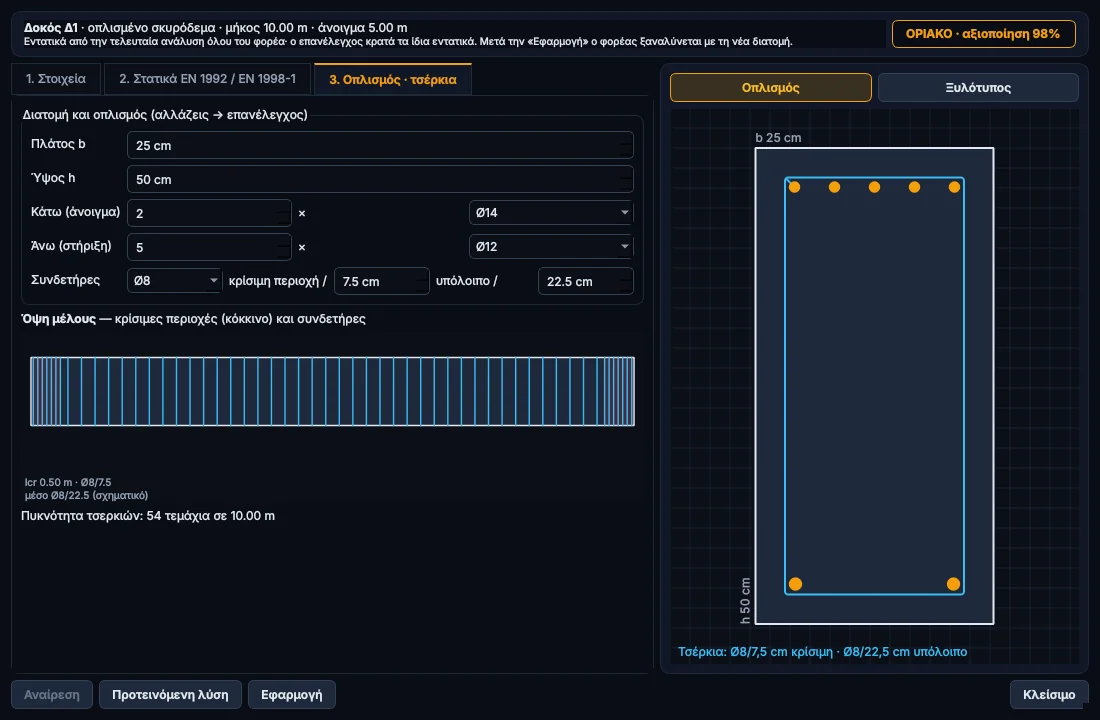 Δοκός Δ1 · οπλισμένο σκυρόδεμα · μήκος 10.00 m · άνοιγμα 5.00 m
Εντατικά από την τελευταία ανάλυση όλου του φορέα· ο επανέλεγχος κρατά τα ίδια εντατικά. Μετά την «Εφαρμογή» ο φορέας ξαναλύνεται με τη νέα διατομή.
ΟΡΙΑΚΟ · αξιοποίηση 98%
1. Στοιχεία
2. Στατικά EN 1992 / EN 1998-1
3. Οπλισμός · τσέρκια
Διατομή και οπλισμός (αλλάζεις → επανέλεγχος)
Πλάτος b
25 cm
Ύψος h
50 cm
Κάτω (άνοιγμα)
2
×
Ø14
Άνω (στήριξη)
5
×
Ø12
Συνδετήρες
Ø8
κρίσιμη περιοχή /
7.5 cm
υπόλοιπο /
22.5 cm
Όψη μέλους — κρίσιμες περιοχές (κόκκινο) και συνδετήρες
lcr 0.50 m · Ø8/7.5
μέσο Ø8/22.5 (σχηματικό)
Πυκνότητα τσερκιών: 54 τεμάχια σε 10.00 m
Οπλισμός
Ξυλότυπος
b 25 cm
h 50 cm
Τσέρκια: Ø8/7,5 cm κρίσιμη · Ø8/22,5 cm υπόλοιπο
Αναίρεση
Προτεινόμενη λύση
Εφαρμογή
Κλείσιμο